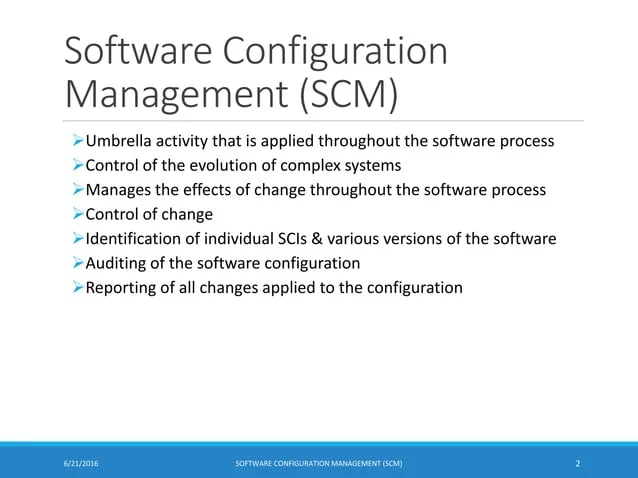 Software Configuration
Management (SCM)
➢Umbrella activity that is applied throughout the software process
➢Control of the evolution of complex systems
➢Manages the effects of change throughout the software process
➢Control of change
➢Identification of individual SCIs & various versions of the software
➢Auditing of the software configuration
➢Reporting of all changes applied to the configuration
6/21/2016 SOFTWARE CONFIGURATION MANAGEMENT (SCM) 2